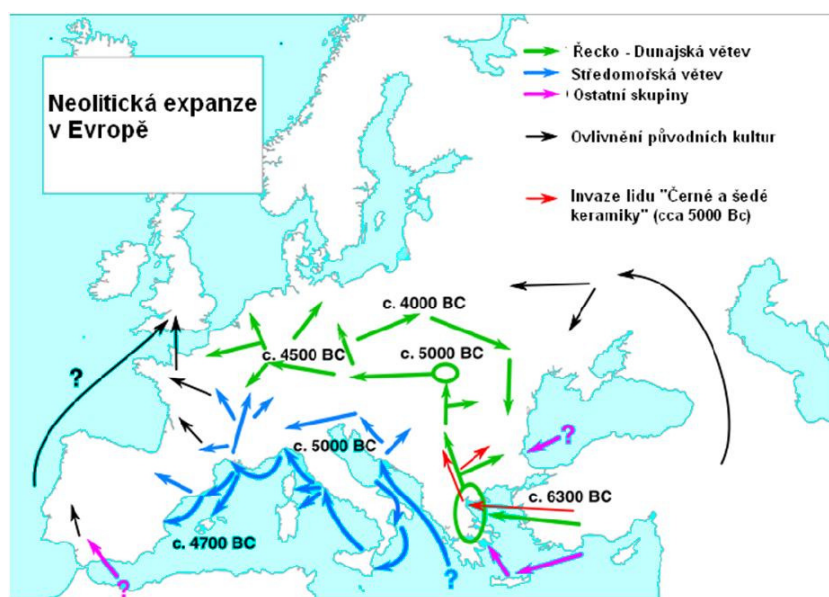 Neolitická expanze
v Evropě
Řecko - Dunajská větev
Středomořská větev
Ostatní skupiny
Ovlivnění původních kultur
Invaze lidu "Černé a šedé
keramiky" (cca 5000 Bc)
c. 4000 BC
c. 4500 BC
c. 5000 BC
?
?
c. 5000 BC
c. 6300 BC
c. 4700 BC
?
?